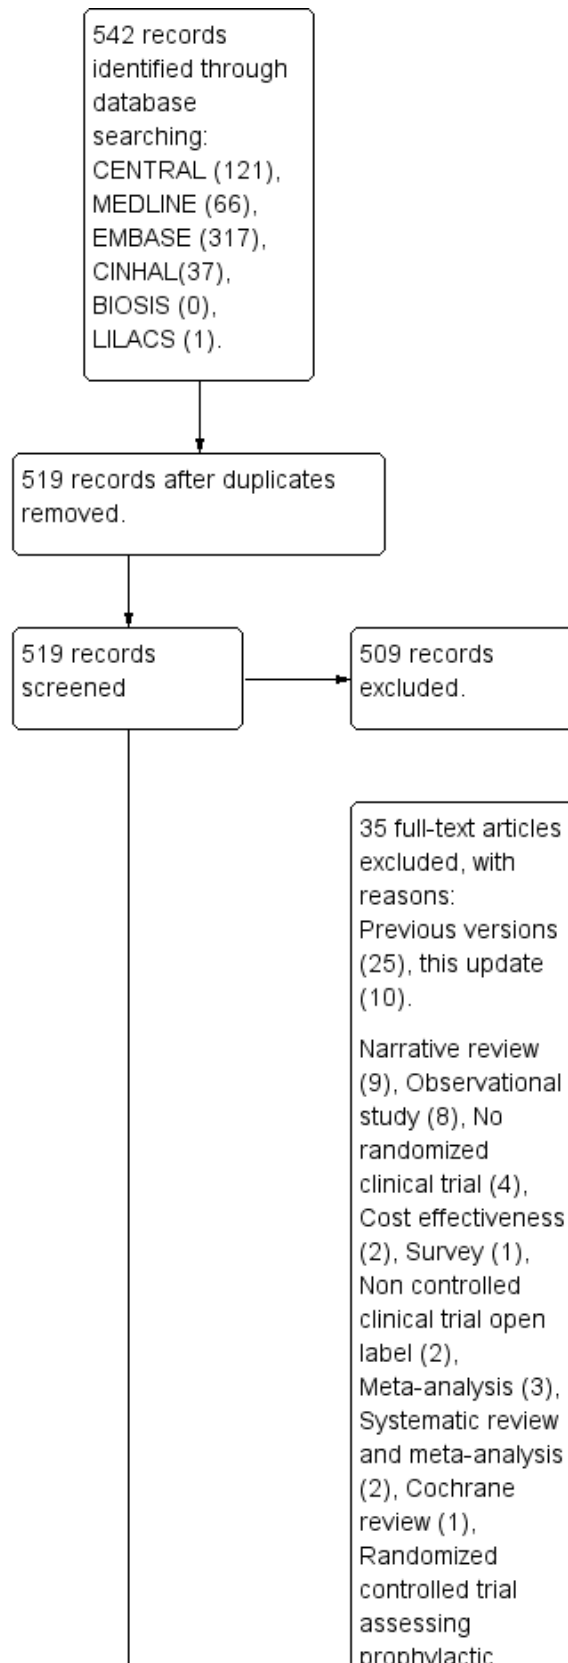 542 records
identified through
database
searching:
CENTRAL (121),
MEDLINE (66),
EMBASE (317),
CINHAL(37),
BIOSIS (0),
LILACS (1).
519 records after duplicates
removed.
519 records
screened
509 records
excluded.
35 full-text articles
excluded, with
reasons:
Previous versions
(25), this update
(10).
Narrative review
(9), Observational
study (8), No
randomized
clinical trial (4),
Cost effectiveness
(2), Survey (1),
Non controlled
clinical trial open
label (2),
Meta-analysis (3),
Systematic review
and meta-analysis
(2), Cochrane
review (1),
Randomized
controlled trial
assessing
prophylactic